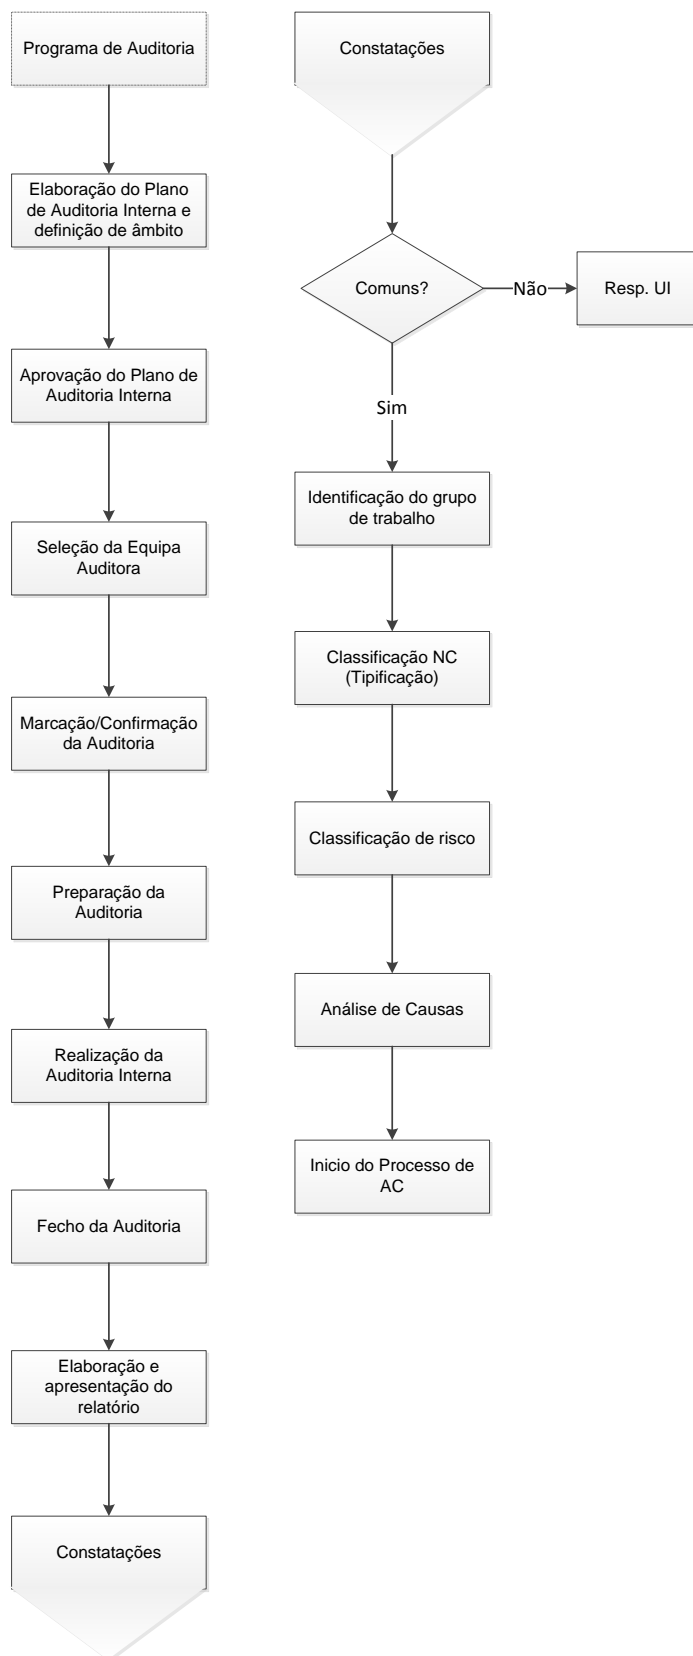 Programa de Auditoria
Elaboração do Plano
de Auditoria Interna e
definição de âmbito
Aprovação do Plano de
Auditoria Interna
Seleção da Equipa
Auditora
Marcação/Confirmação
da Auditoria
Preparação da
Auditoria
Realização da
Auditoria Interna
Fecho da Auditoria
Elaboração e
apresentação do
relatório
Constatações
Constatações
Comuns?
Não
Resp. UI
Sim
Identificação do grupo
de trabalho
Classificação NC
(Tipificação)
Classificação de risco
Análise de Causas
Inicio do Processo de
AC